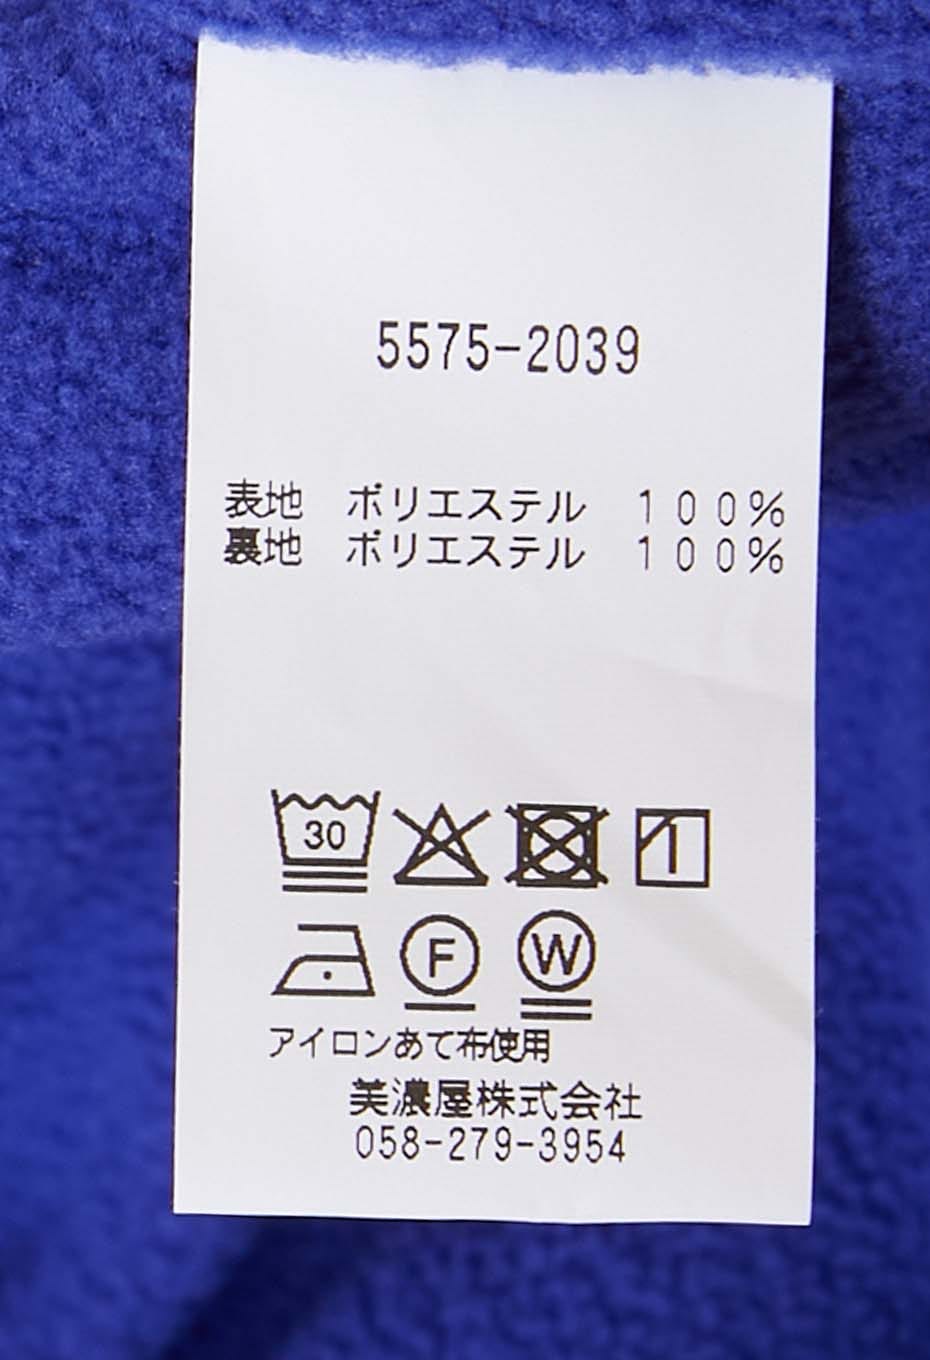 5575-2039
表地 ポリエステル 100%
裏地 ポリエステル 100%
30
1
F W
アイロンあて布使用
美濃屋株式会社
058-279-3954